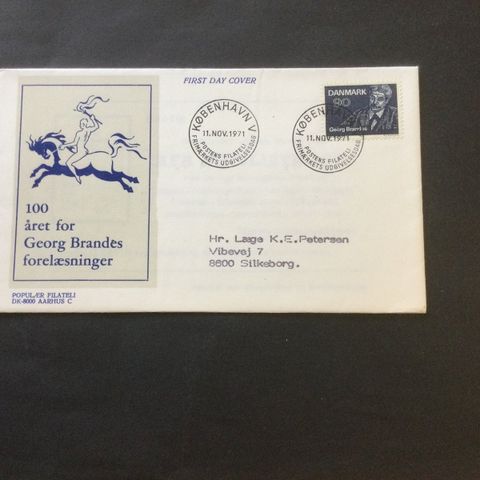 FIRST DAY COVER
DANMARK
90
Georg Brandes
KØBENHAVN V
11.NOV.1971
POSTENS FILATELI
FRIMÆRKETS UDGIVELSESDAG
KØBENHAVN V
11.NOV.1971
POSTENS FILATELI
FRIMÆRKETS UDGIVELSESDAG
100
året for
Georg Brandes
forelæsninger
Hr. Læge K.E.Petersen
Vibevej 7
8600 Silkeborg.
POPULÆR FILATELI
DK-8000 AARHUS C